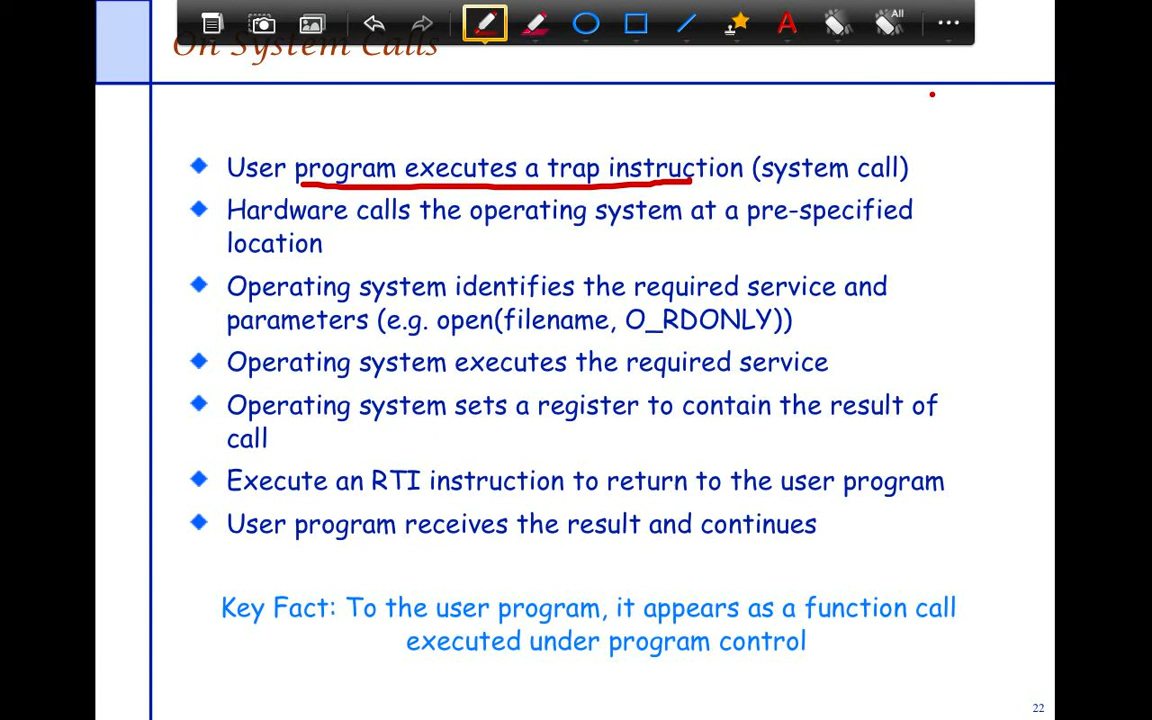 All
A
On System Calls
User program executes a trap instruction (system call)
Hardware calls the operating system at a pre-specified
location
Operating system identifies the required service and
parameters (e.g. open(filename, O_RDONLY))
Operating system executes the required service
Operating system sets a register to contain the result of
call
Execute an RTI instruction to return to the user program
User program receives the result and continues
Key Fact: To the user program, it appears as a function call
executed under program control
22